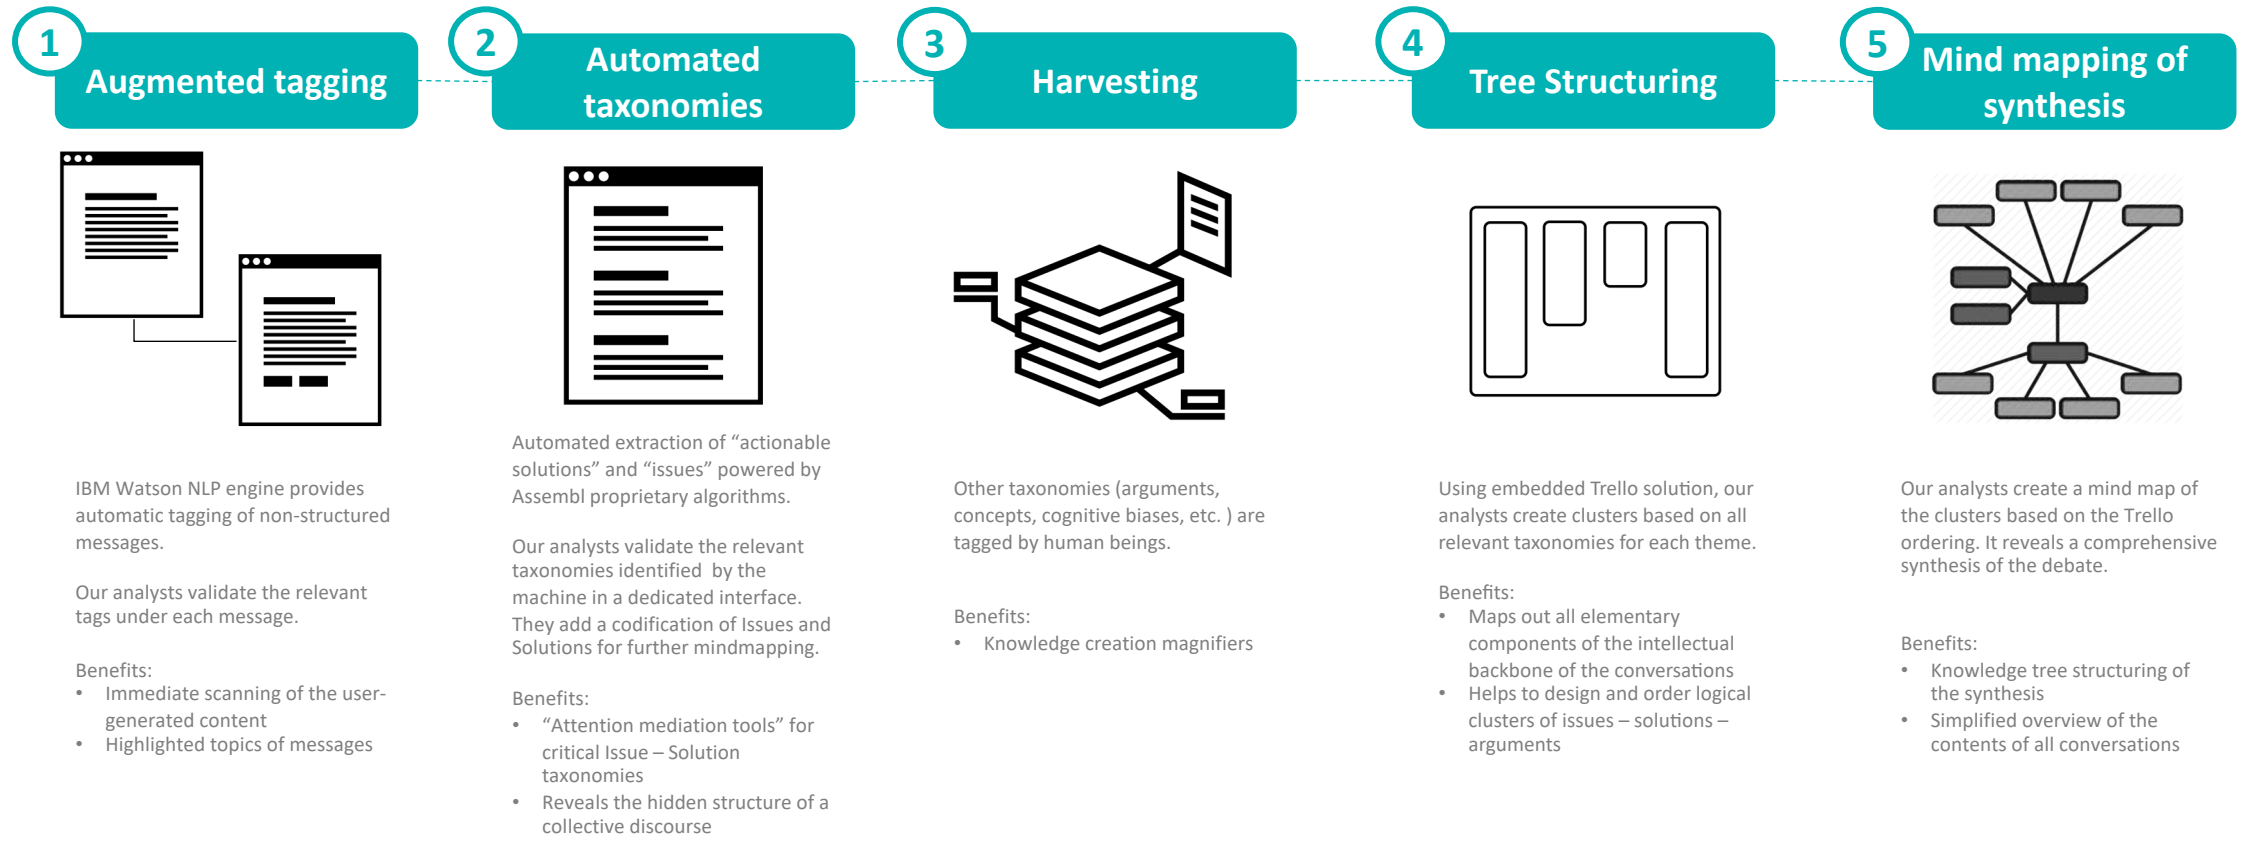 1
Augmented tagging
IBM Watson NLP engine provides
automatic tagging of non-structured
messages.
Our analysts validate the relevant
tags under each message.
Benefits:
• Immediate scanning of the user-
generated content
• Highlighted topics of messages
2
Automated
taxonomies
Automated extraction of “actionable
solutions” and “issues” powered by
Assembl proprietary algorithms.
Our analysts validate the relevant
taxonomies identified  by the
machine in a dedicated interface.
They add a codification of Issues and
Solutions for further mindmapping.
Benefits:
• “Attention mediation tools” for
critical Issue – Solution
taxonomies
• Reveals the hidden structure of a
collective discourse
3
Harvesting
Other taxonomies (arguments,
concepts, cognitive biases, etc. ) are
tagged by human beings.
Benefits:
• Knowledge creation magnifiers
4
Tree Structuring
Using embedded Trello solution, our
analysts create clusters based on all
relevant taxonomies for each theme.
Benefits:
• Maps out all elementary
components of the intellectual
backbone of the conversations
• Helps to design and order logical
clusters of issues – solutions –
arguments
5
Mind mapping of
synthesis
Our analysts create a mind map of
the clusters based on the Trello
ordering. It reveals a comprehensive
synthesis of the debate.
Benefits:
• Knowledge tree structuring of
the synthesis
• Simplified overview of the
contents of all conversations